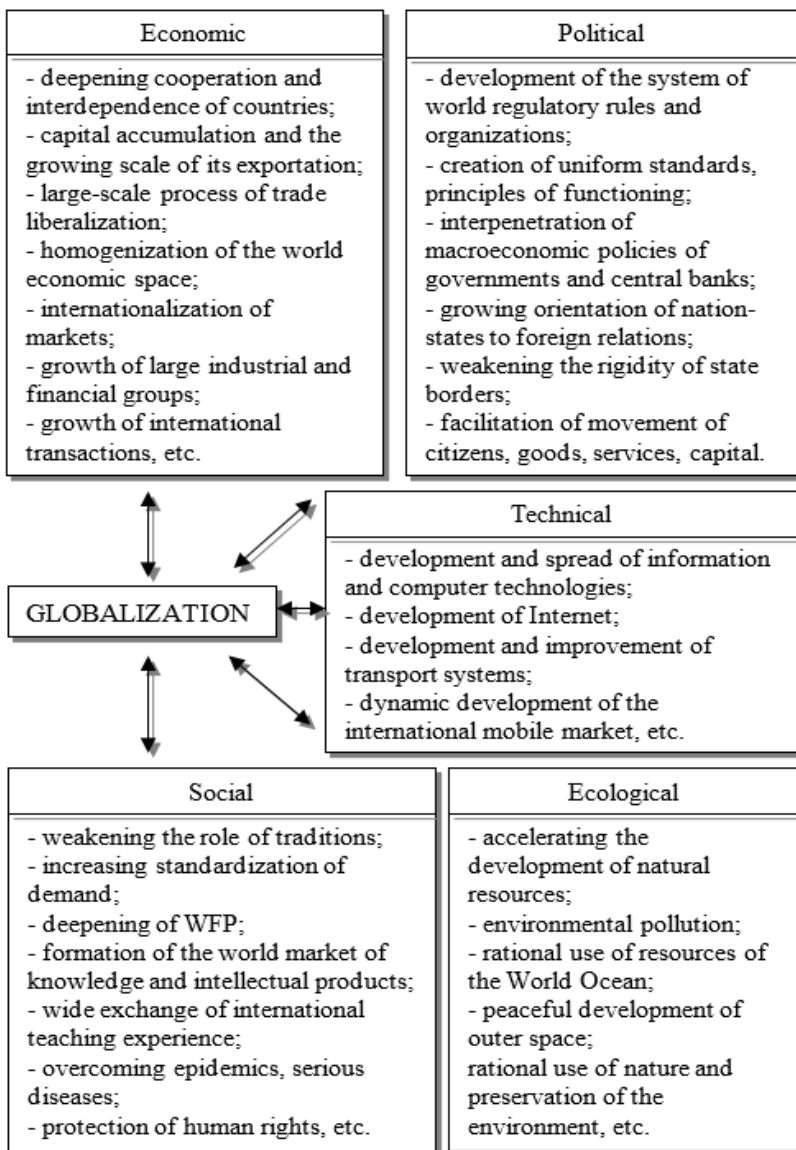 Economic
- deepening cooperation and
interdependence of countries;
- capital accumulation and the
growing scale of its exportation;
- large-scale process of trade
liberalization;
- homogenization of the world
economic space;
- internationalization of
markets;
- growth of large industrial and
financial groups;
- growth of international
transactions, etc.
Political
- development of the system of
world regulatory rules and
organizations;
- creation of uniform standards,
principles of functioning;
- interpenetration of
macroeconomic policies of
governments and central banks;
- growing orientation of nation-
states to foreign relations;
- weakening the rigidity of state
borders;
- facilitation of movement of
citizens, goods, services, capital.
GLOBALIZATION
Technical
- development and spread of information
and computer technologies;
- development of Internet;
- development and improvement of
transport systems;
- dynamic development of the
international mobile market, etc.
Social
- weakening the role of traditions;
- increasing standardization of
demand;
- deepening of WFP;
- formation of the world market of
knowledge and intellectual products;
- wide exchange of international
teaching experience;
- overcoming epidemics, serious
diseases;
- protection of human rights, etc.
Ecological
- accelerating the
development of natural
resources;
- environmental pollution;
- rational use of resources of
the World Ocean;
- peaceful development of
outer space;
rational use of nature and
preservation of the
environment, etc.